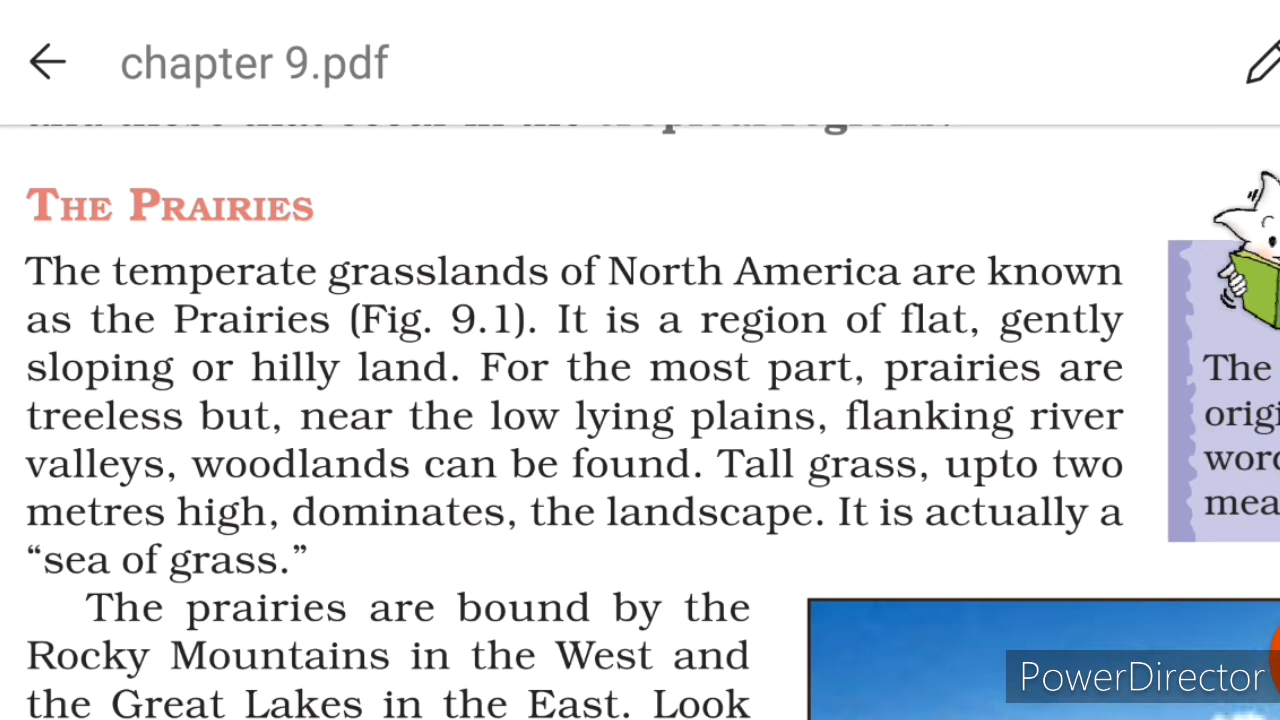 chapter 9.pdf
THE PRAIRIES
The temperate grasslands of North America are known
as the Prairies (Fig. 9.1). It is a region of flat, gently
sloping or hilly land. For the most part, prairies are
treeless but, near the low lying plains, flanking river
valleys, woodlands can be found. Tall grass, upto two
metres high, dominates, the landscape. It is actually a
“sea of grass.”
The prairies are bound by the
Rocky Mountains in the West and
the Great Lakes in the East. Look
The
PowerDirector